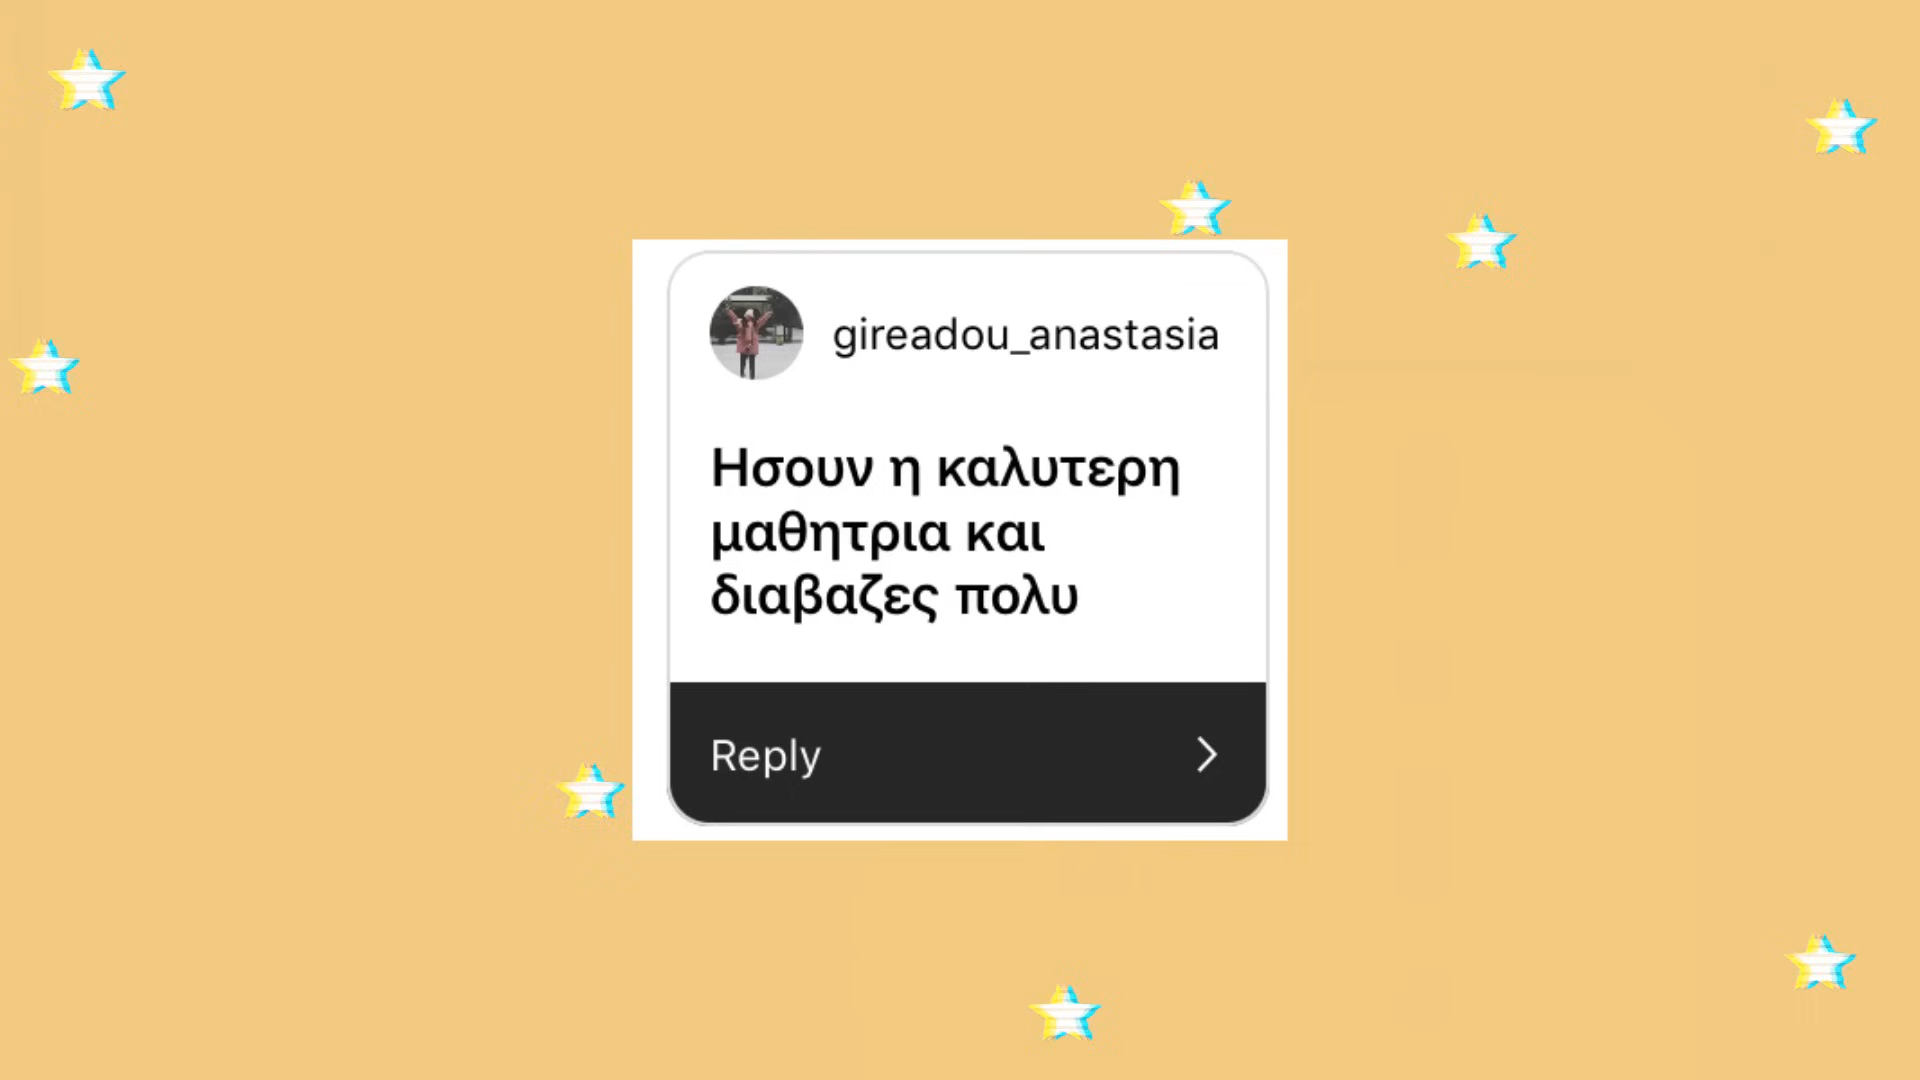 gireadou_anastasia
Ησουν η καλυτερη
μαθητρια και
διαβαζες πολυ
Reply